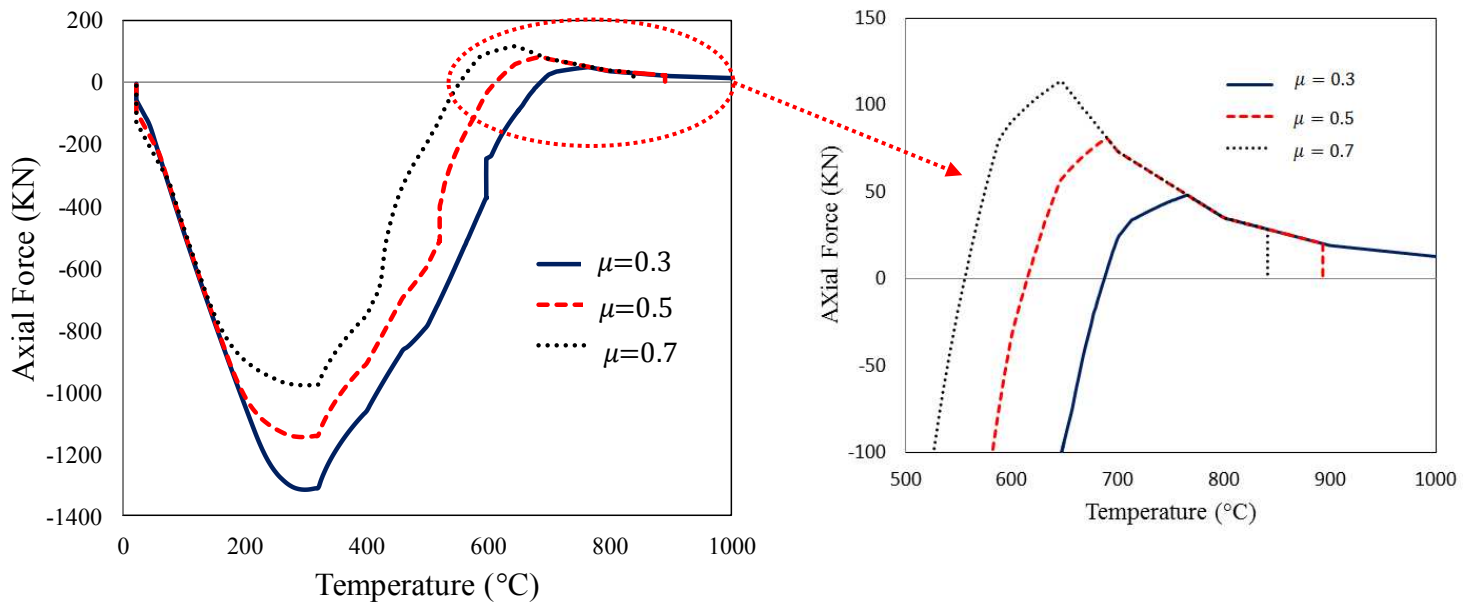 200
0
-200
-400
-600
-800
-1000
-1200
-1400
Axial Force (KN)
μ=0.3
μ=0.5
μ=0.7
0 200 400 600 800 1000
Temperature (°C)
150
100
50
0
-50
-100
AXial Force (KN)
μ = 0.3
μ = 0.5
μ = 0.7
500 600 700 800 900 1000
Temperature (°C)